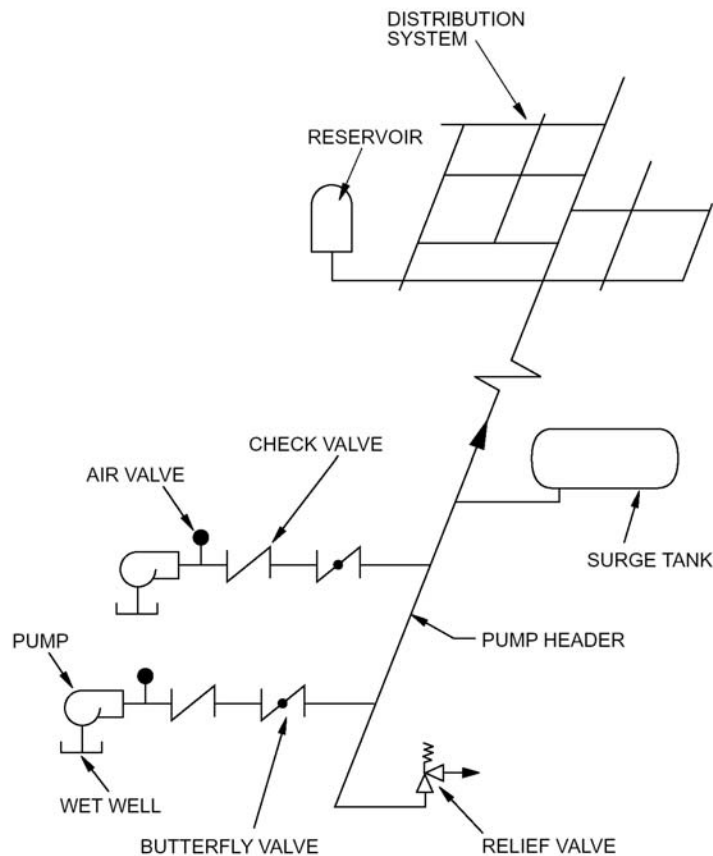 DISTRIBUTION
SYSTEM
RESERVOIR
CHECK VALVE
AIR VALVE
SURGE TANK
PUMP
PUMP HEADER
WET WELL
BUTTERFLY VALVE
RELIEF VALVE